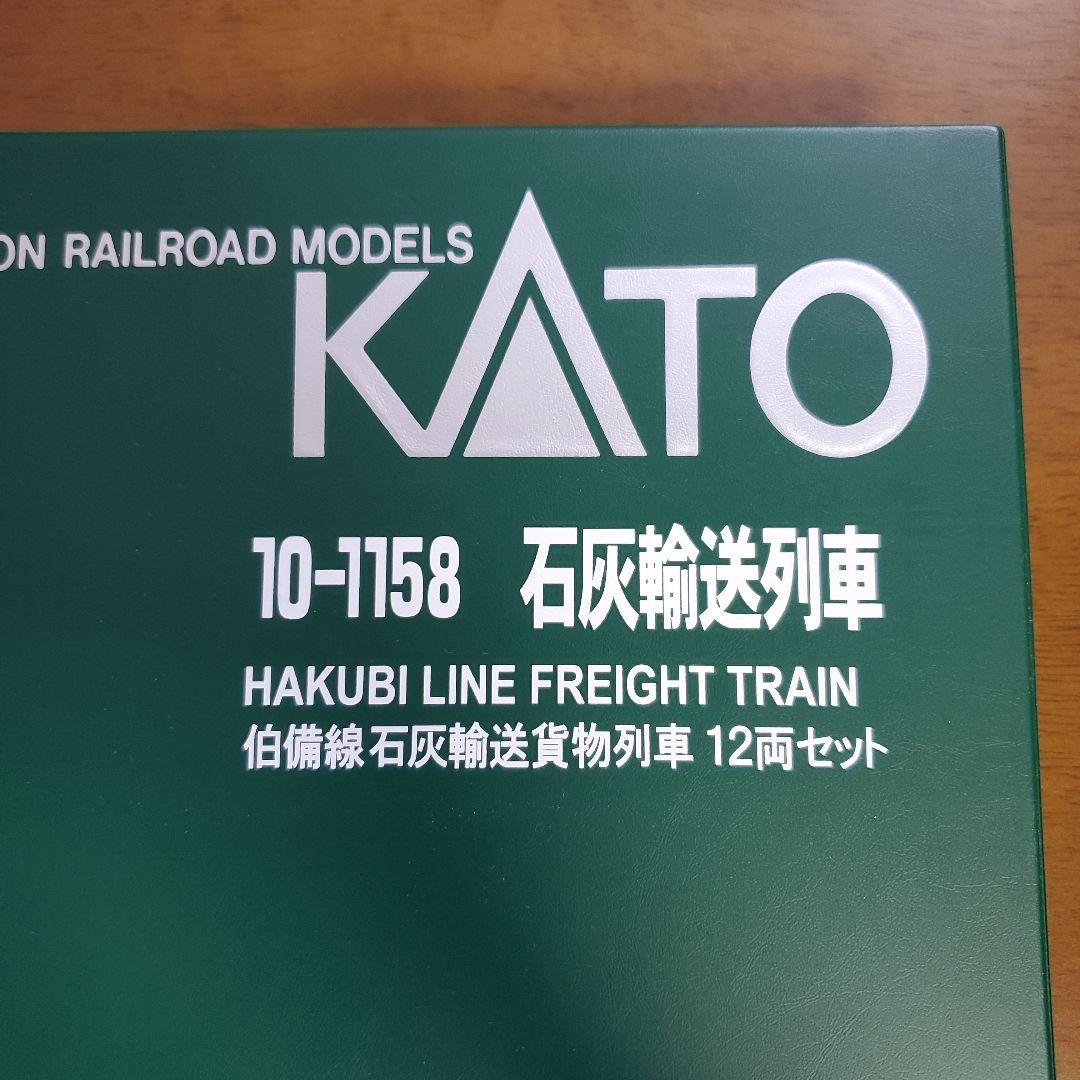 ON RAILROAD MODELS
KATO
10-1158 石灰輸送列車
HAKUBI LINE FREIGHT TRAIN
伯備線石灰輸送貨物列車 12両セット